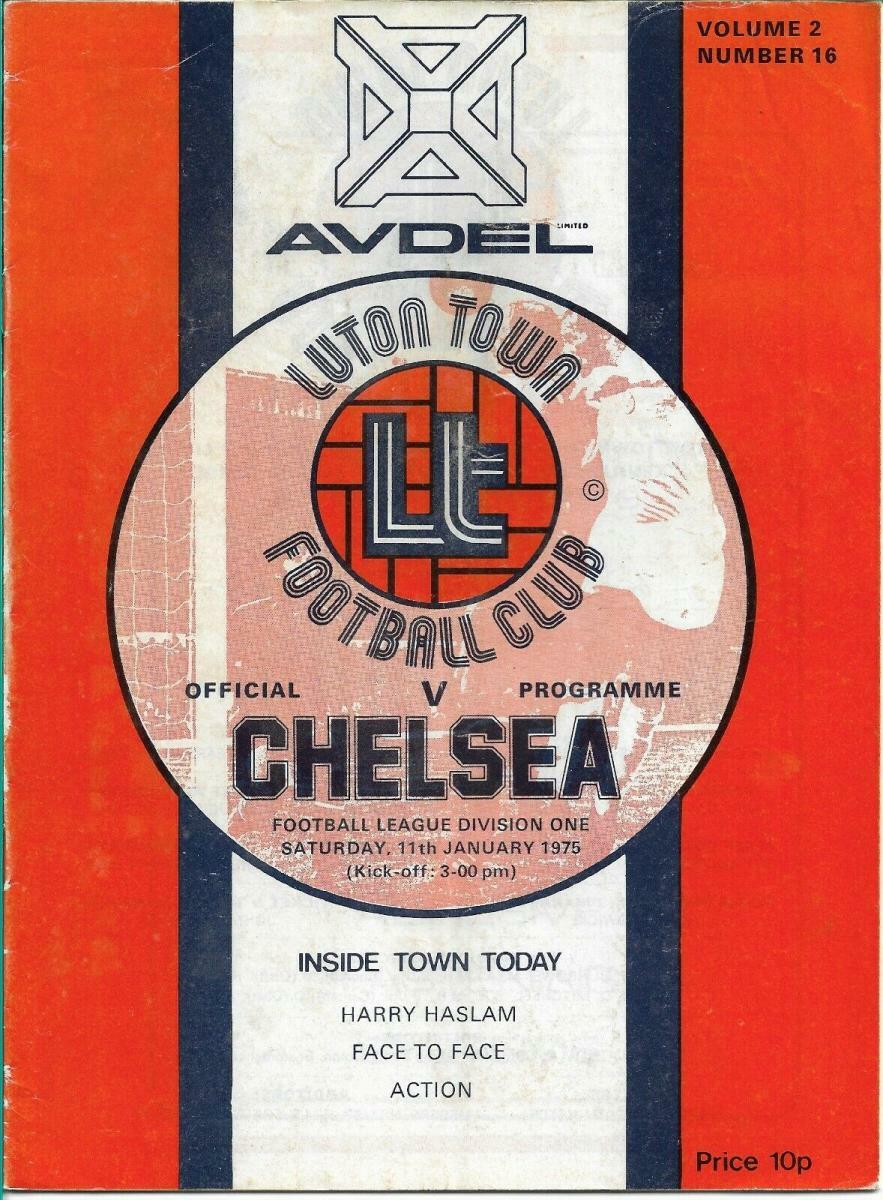 VOLUME 2
NUMBER 16
AVDEL LIMITED
LUTON TOWN
Lt
©
FOOTBALL CLUB
OFFICIAL V PROGRAMME
CHELSEA
FOOTBALL LEAGUE DIVISION ONE
SATURDAY, 11th JANUARY 1975
(Kick-off: 3-00 pm)
INSIDE TOWN TODAY
HARRY HASLAM
FACE TO FACE
ACTION
Price 10p